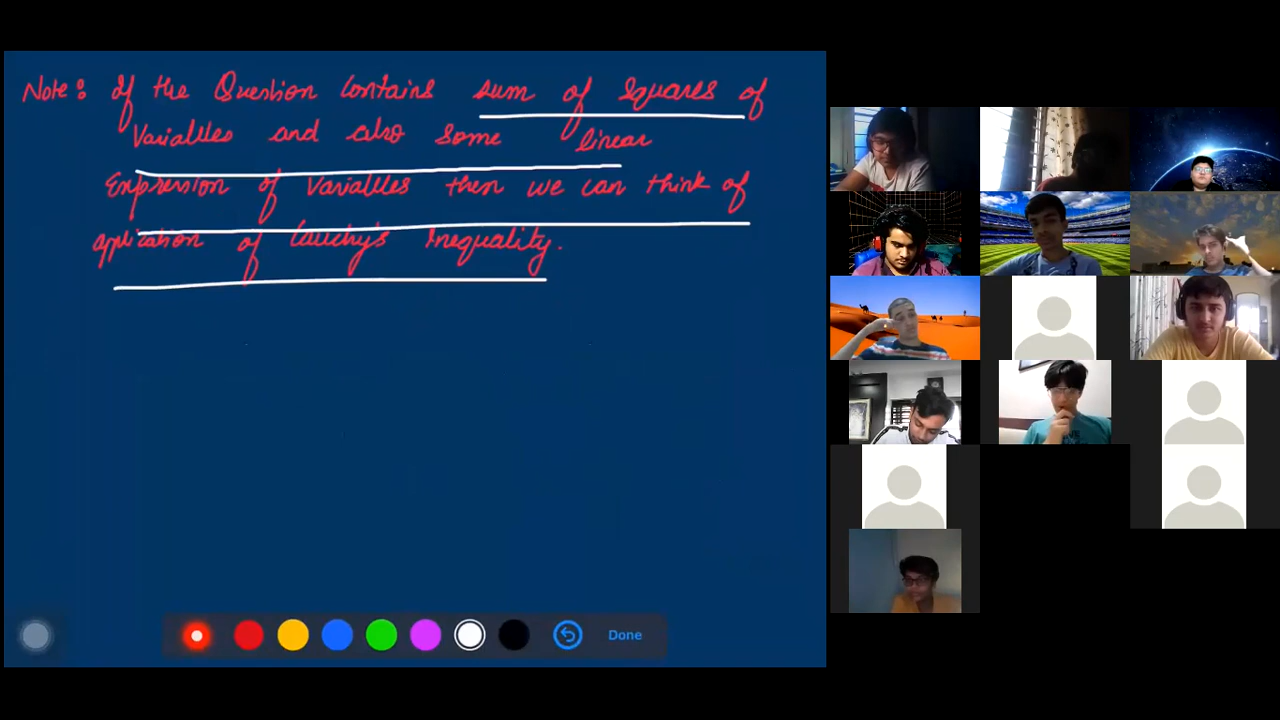 Note: If the Question Contains sum of squares of
Variables and also some linear
Expression of Variables then we can think of
application of Cauchy's Inequality.
Done